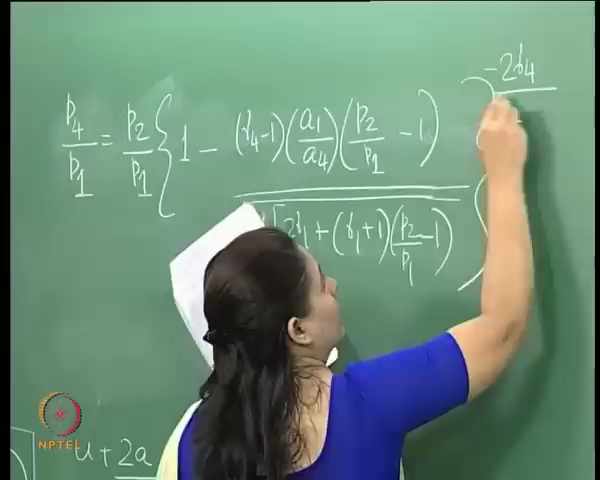 -2γ4
p4/p1 = p2/p1 { 1 - (γ4-1)(a1/a4)(p2/p1 - 1)
√ 2γ1 + (γ1+1)(p2/p1 - 1) }
u + 2a
NPTEL